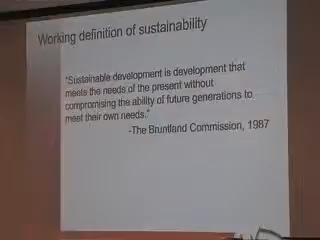 Working definition of sustainability
"Sustainable development is development that
meets the needs of the present without
compromising the ability of future generations to
meet their own needs."
-The Bruntland Commission, 1987